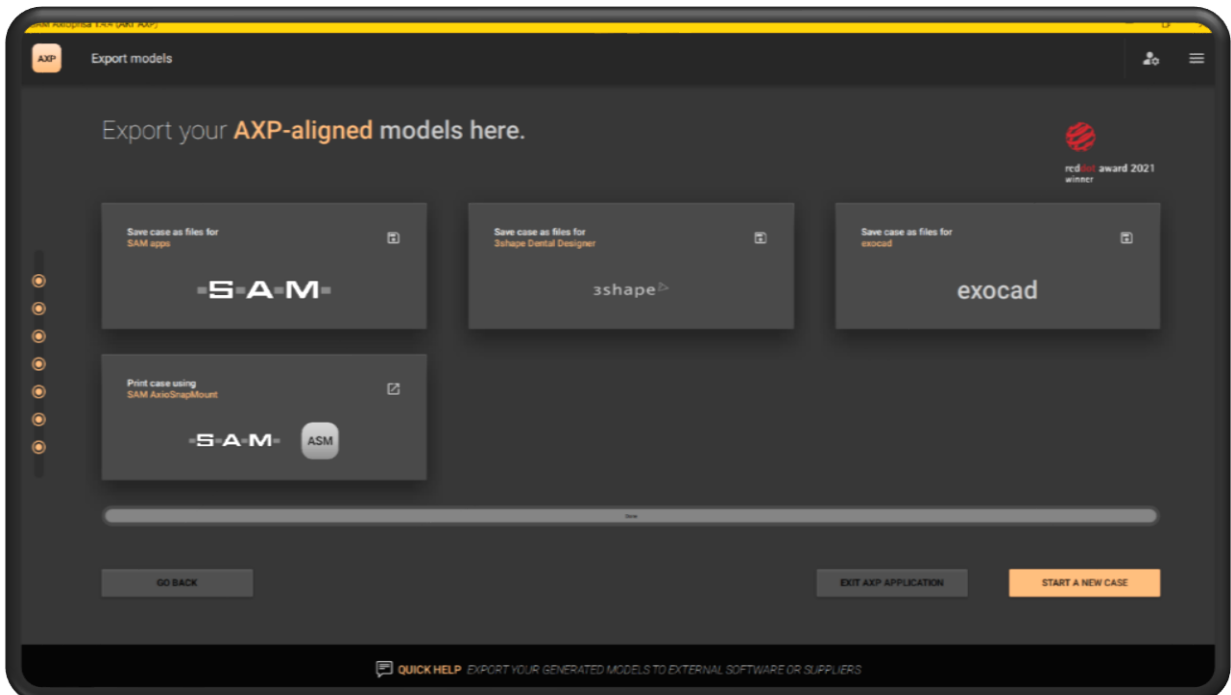 AXP
Export models
Export your AXP-aligned models here.
reddot award 2021
winner
Save case as files for
SAM apps
S-A-M
Save case as files for
3shape Dental Designer
3shape
Save case as files for
exocad
exocad
Print case using
SAM AxioSnapMount
S-A-M
ASM
GO BACK
EXIT AXP APPLICATION
START A NEW CASE
QUICK HELP EXPORT YOUR GENERATED MODELS TO EXTERNAL SOFTWARE OR SUPPLIERS